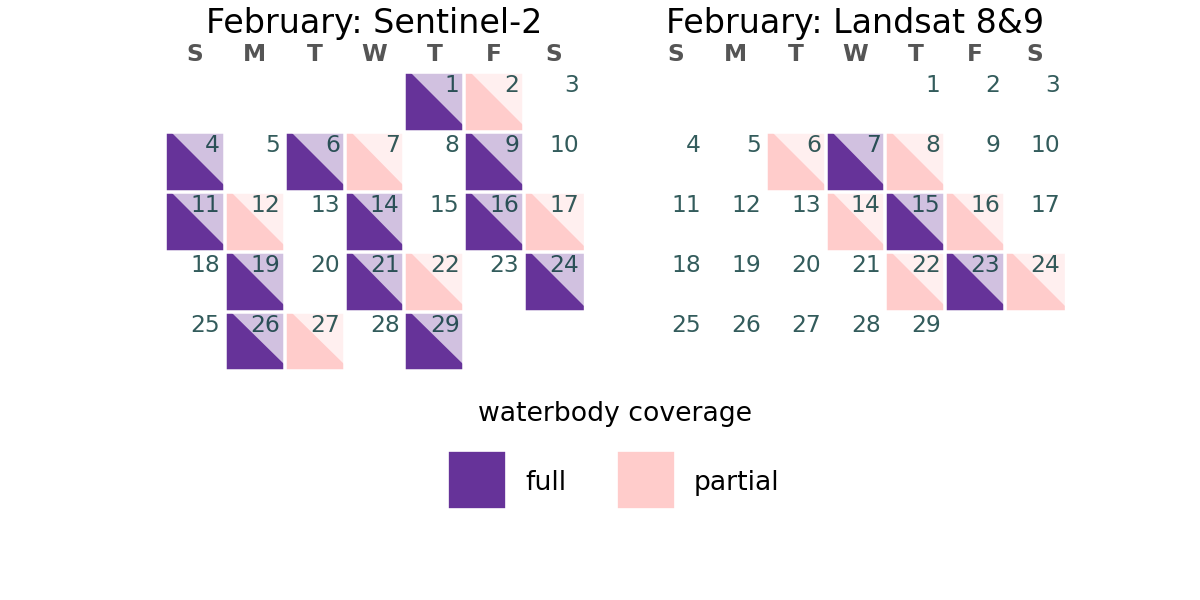 February: Sentinel-2
S M T W T F S
1 2 3
4 5 6 7 8 9 10
11 12 13 14 15 16 17
18 19 20 21 22 23 24
25 26 27 28 29
February: Landsat 8&9
S M T W T F S
1 2 3
4 5 6 7 8 9 10
11 12 13 14 15 16 17
18 19 20 21 22 23 24
25 26 27 28 29
waterbody coverage
full partial